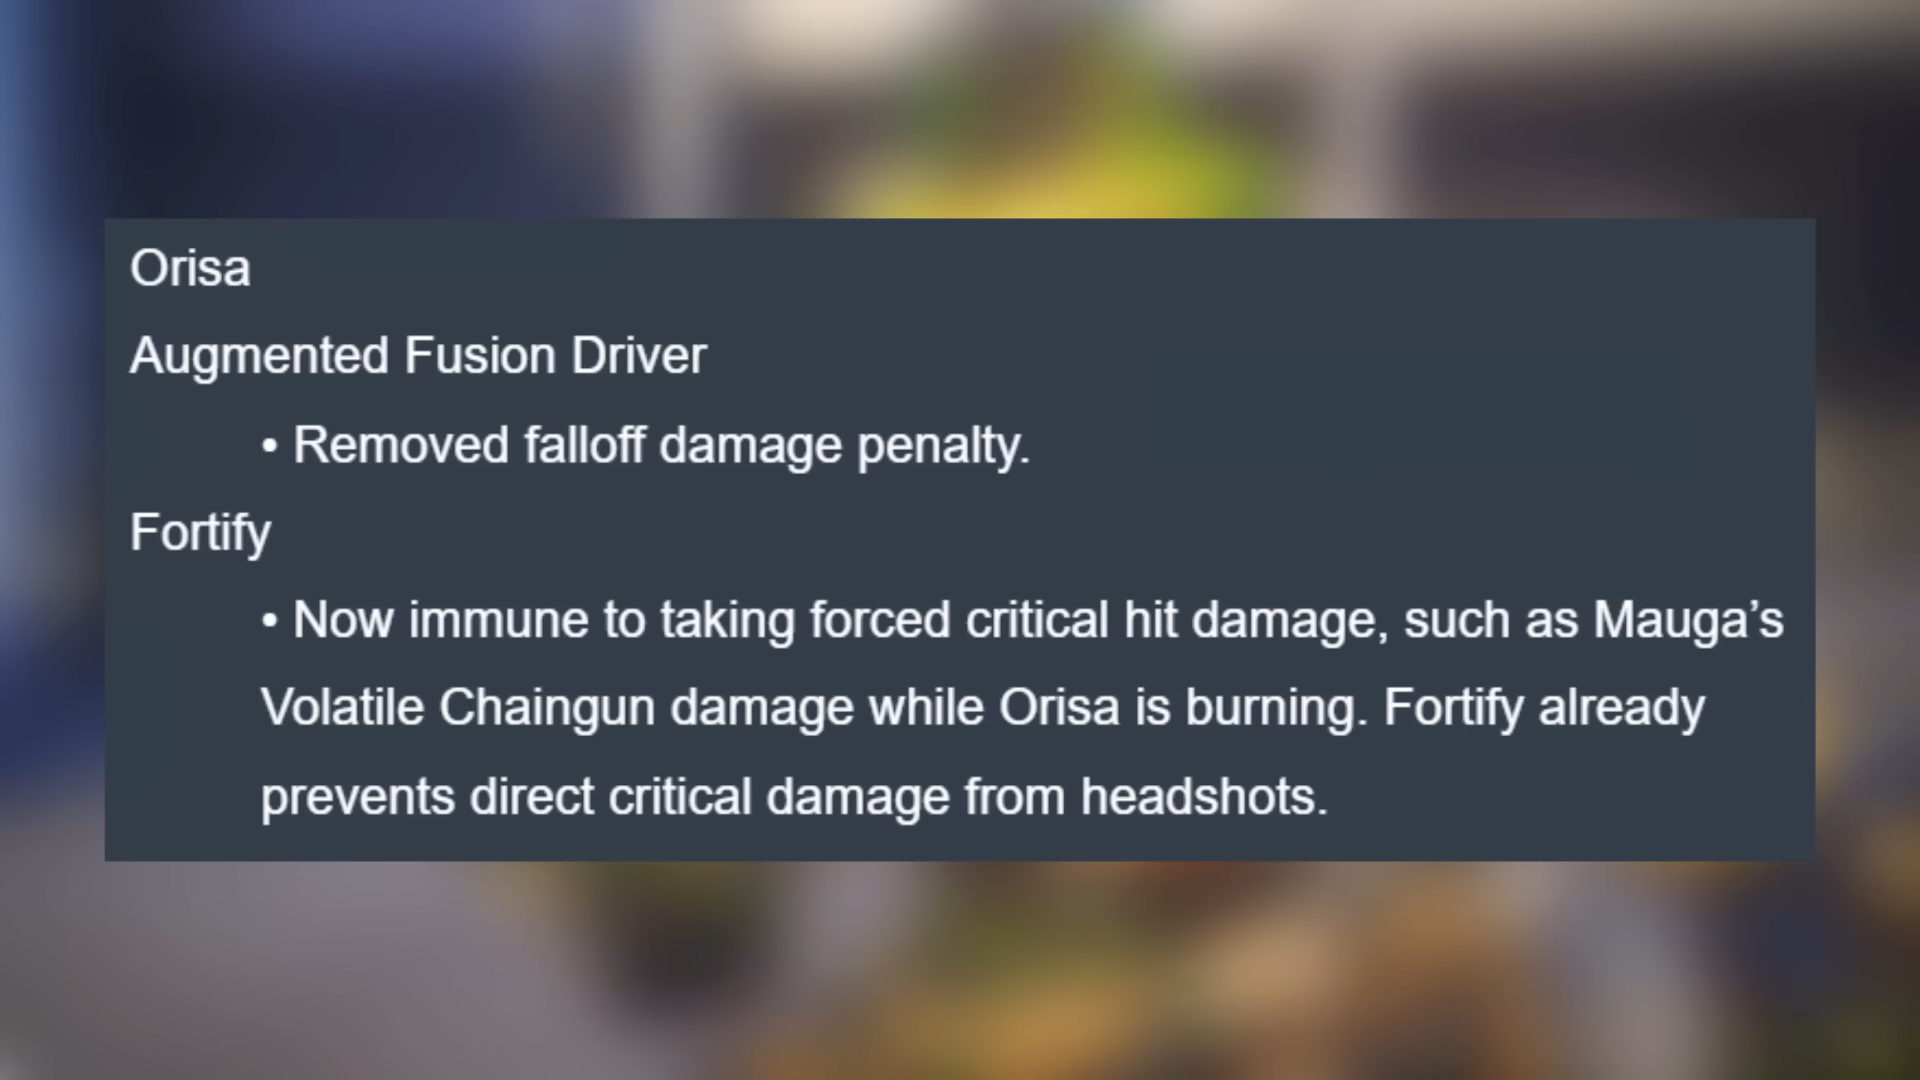 Orisa
Augmented Fusion Driver
• Removed falloff damage penalty.
Fortify
• Now immune to taking forced critical hit damage, such as Mauga’s
Volatile Chaingun damage while Orisa is burning. Fortify already
prevents direct critical damage from headshots.